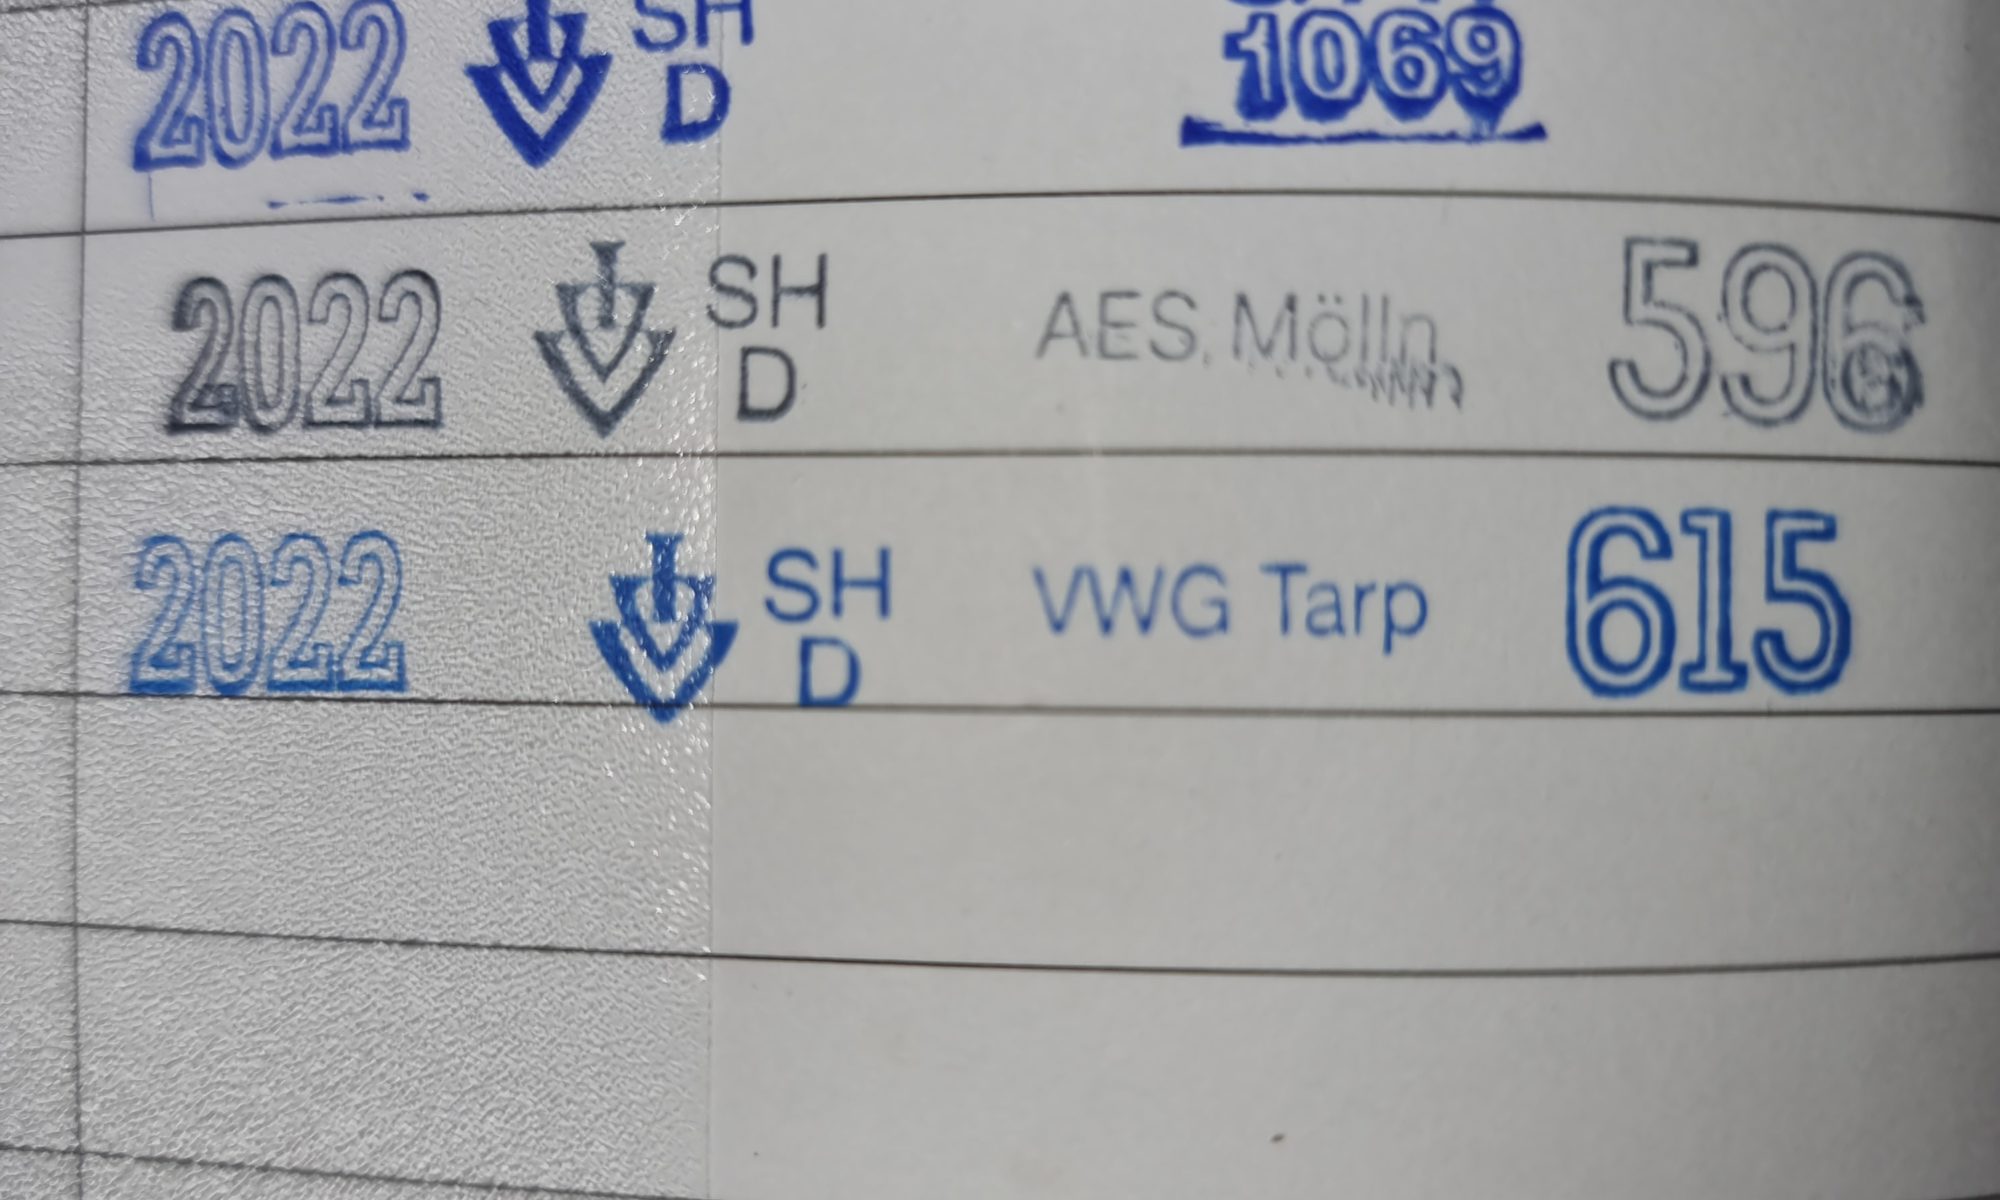 2022 SH 1069
D
2022 SH AES. Mölln 596
D
2022 SH VWG Tarp 615
D